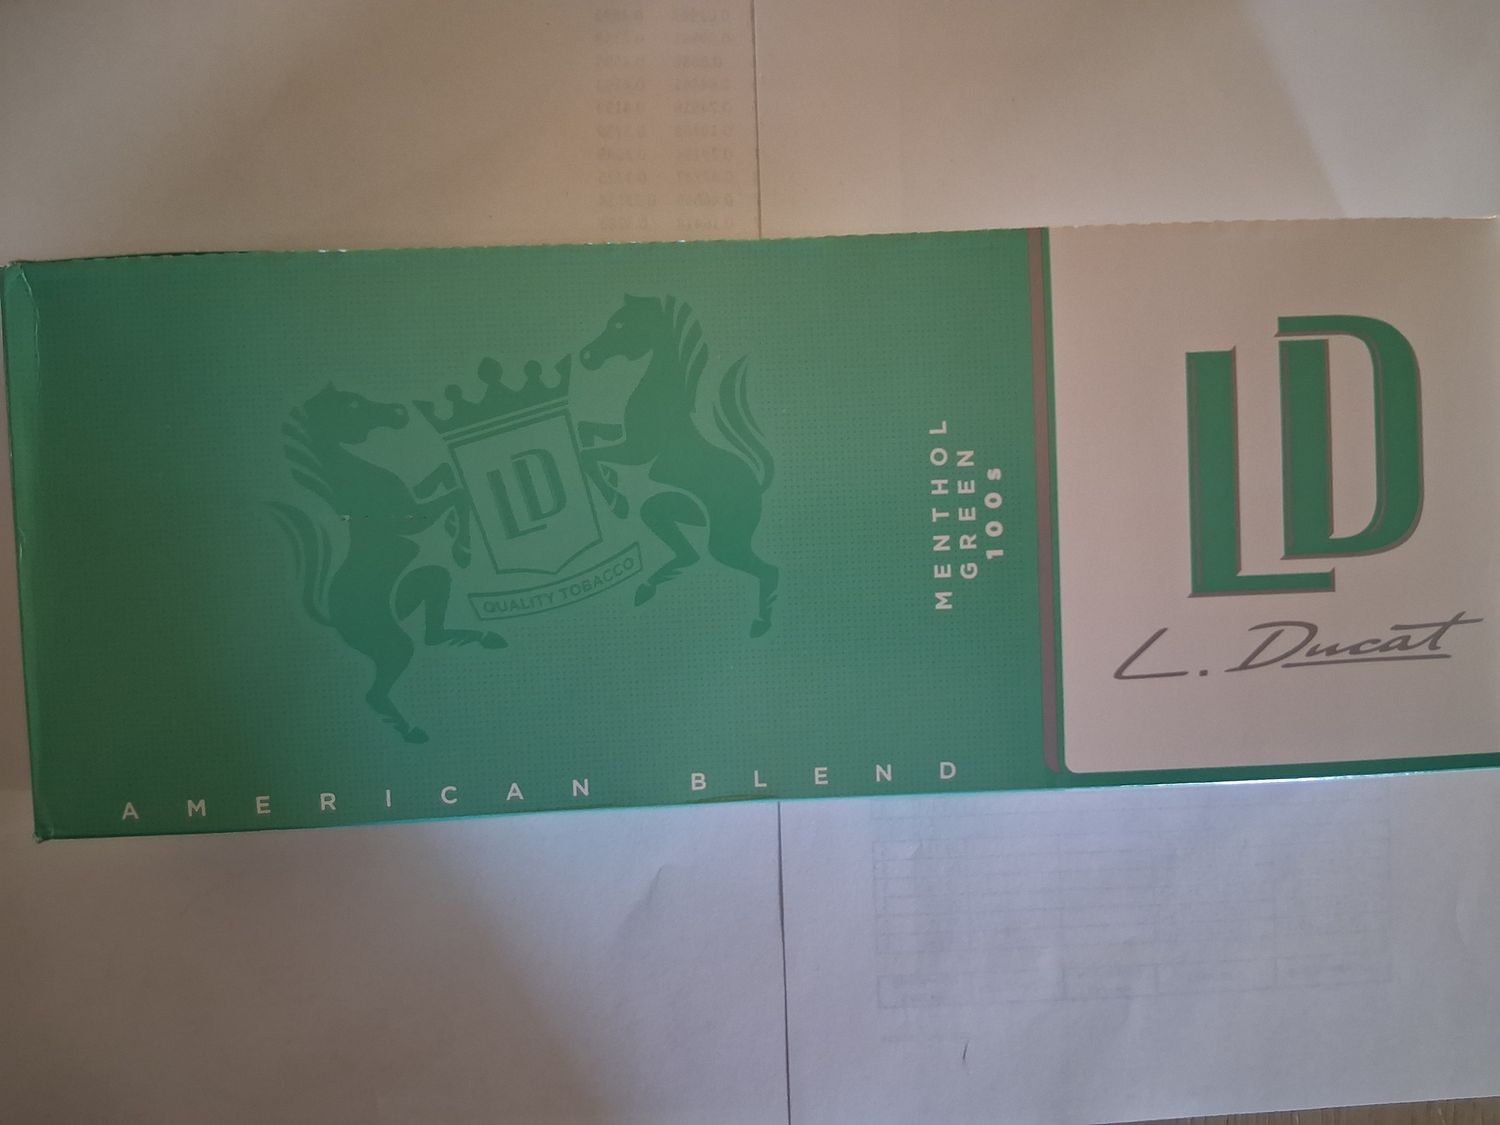 LD
QUALITY TOBACCO
MENTHOL
GREEN
100s
AMERICAN BLEND
LD
L. Ducat